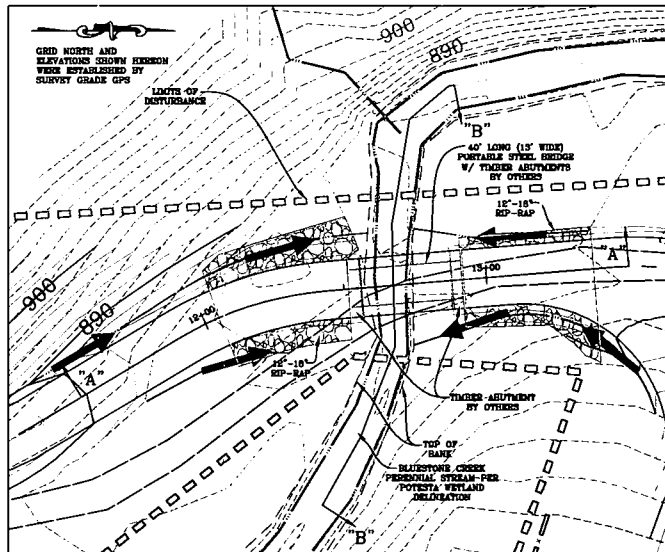 GRID NORTH AND
ELEVATIONS SHOWN HEREON
WERE ESTABLISHED BY
SURVEY GRADE GPS
900
890
LIMITS OF
DISTURBANCE
"B"
40' LONG (13' WIDE)
PORTABLE STEEL BRIDGE
W/ TIMBER ABUTMENTS
BY OTHERS
12"-18"
RIP-RAP
"A"
13+00
900
890
12+00
"A"
12"-18"
RIP-RAP
TIMBER ABUTMENT
BY OTHERS
TOP OF
BANK
BLUESTONE CREEK
PERENNIAL STREAM-PER
POTESTA WETLAND
DELINEATION
"B"